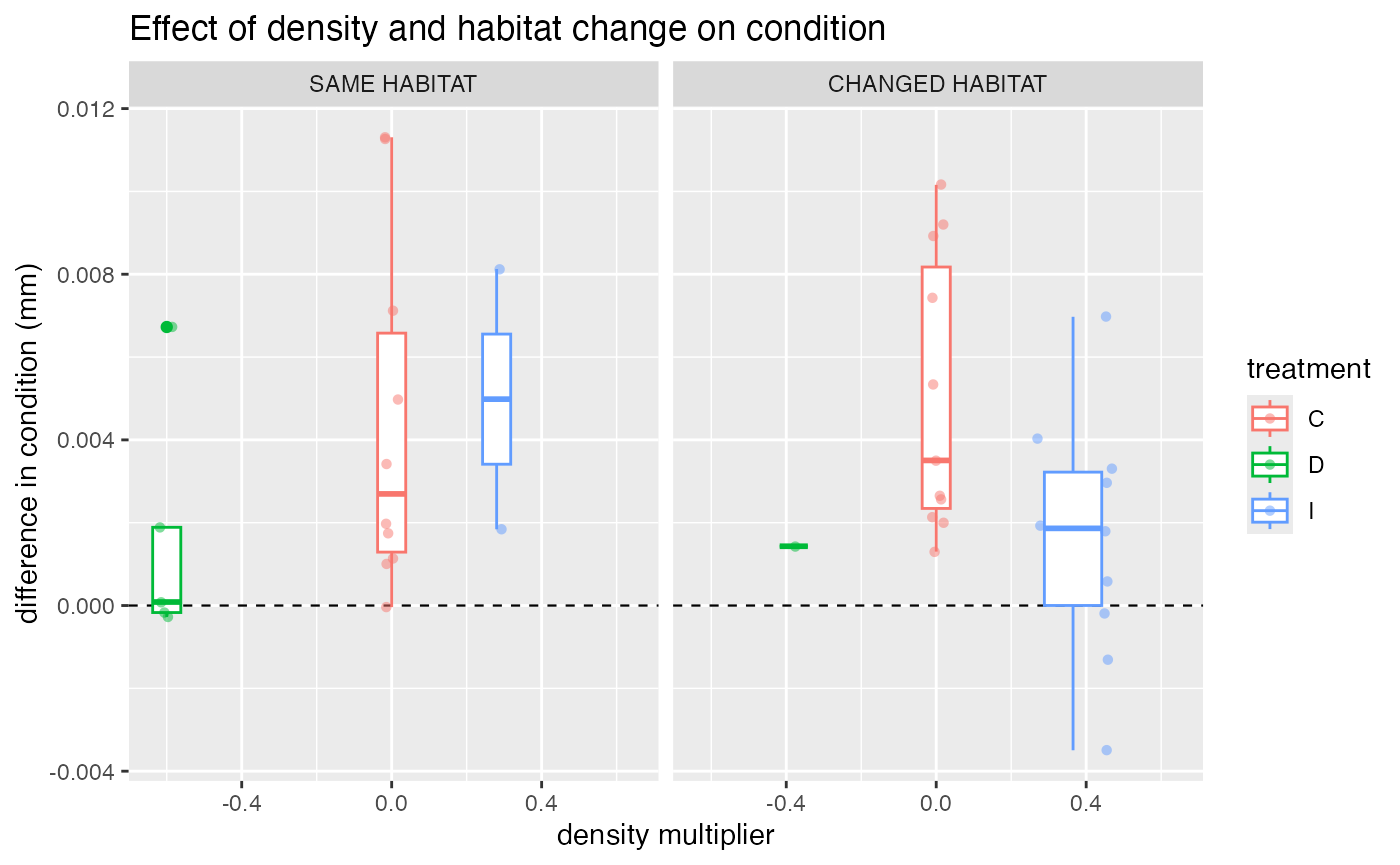 Effect of density and habitat change on condition
SAME HABITAT
CHANGED HABITAT
0.012
0.008
0.004
0.000
-0.004
difference in condition (mm)
-0.4
0.0
0.4
-0.4
0.0
0.4
density multiplier
treatment
C
D
I